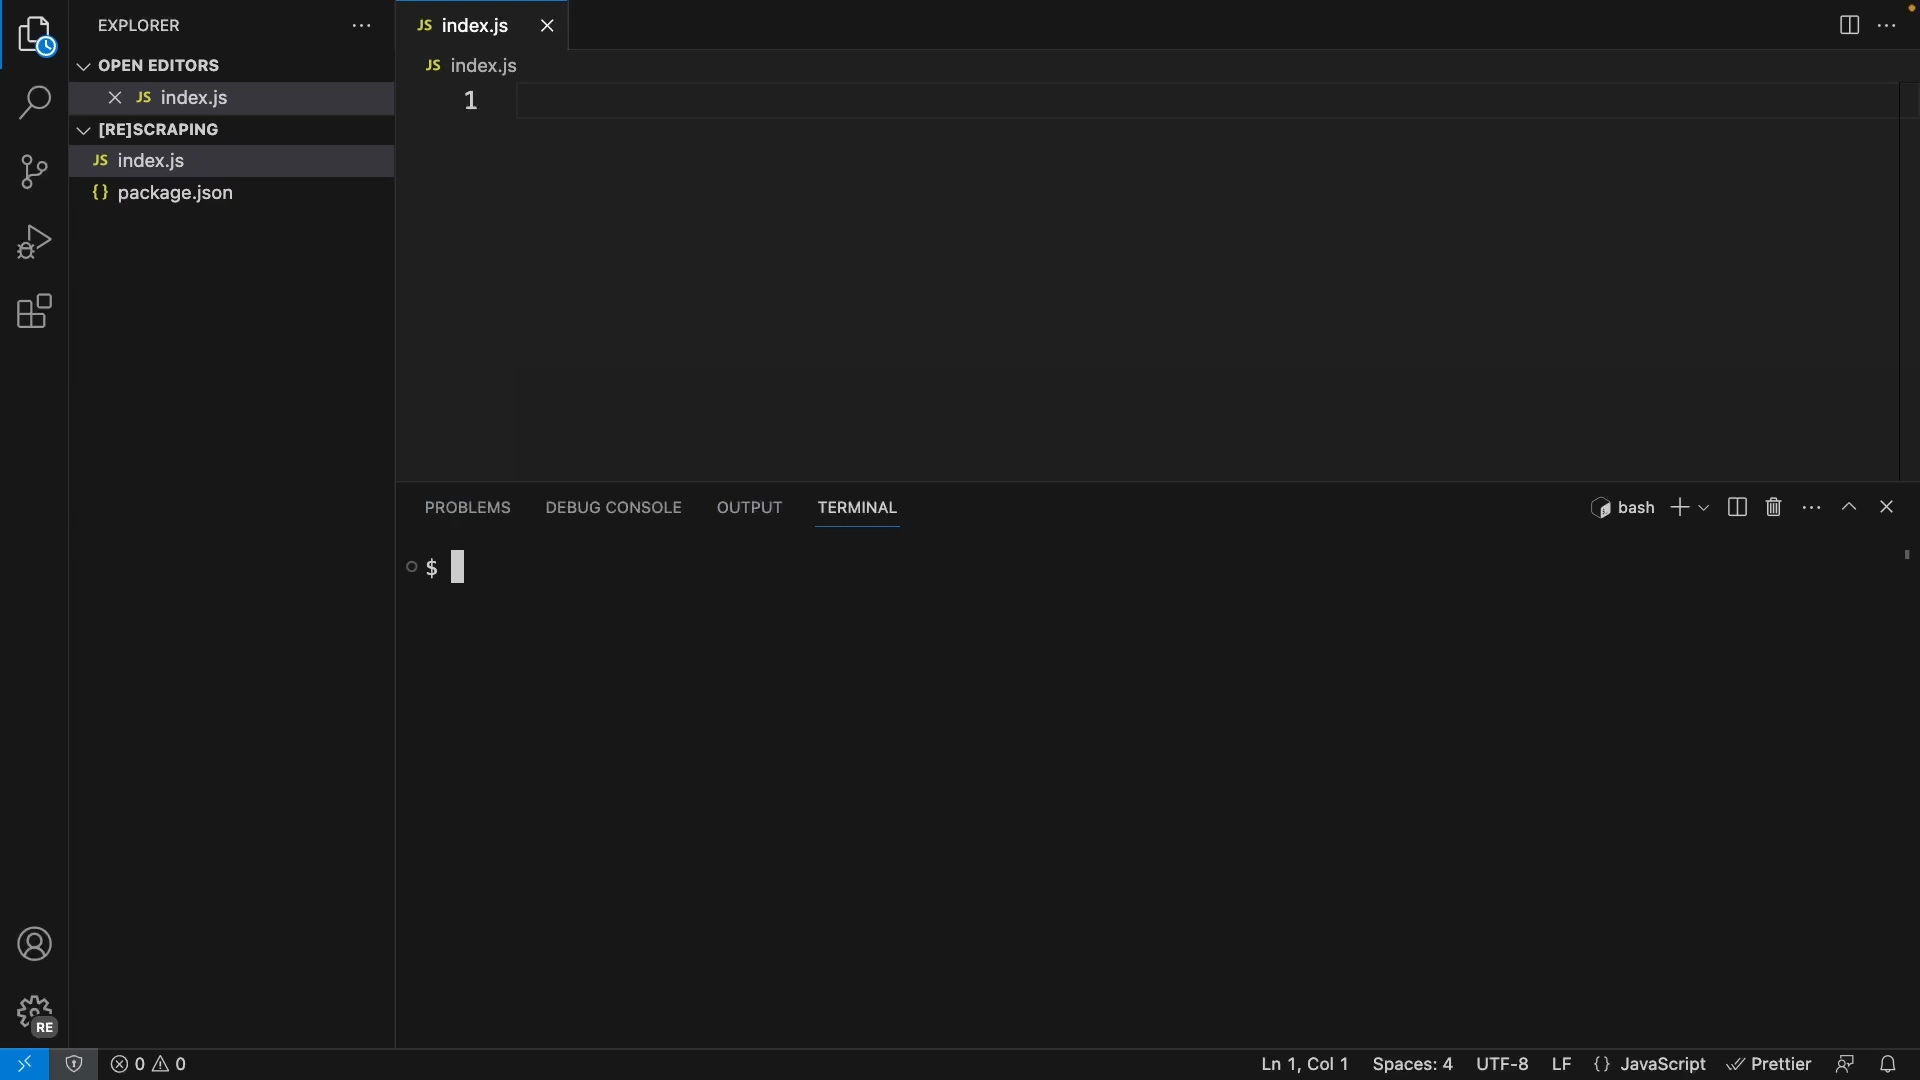 EXPLORER
OPEN EDITORS
JS index.js
[RE]SCRAPING
JS index.js
{} package.json
RE
JS index.js
JS index.js
1
PROBLEMS DEBUG CONSOLE OUTPUT TERMINAL
bash
$
0 0
Ln 1, Col 1 Spaces: 4 UTF-8 LF {} JavaScript Prettier